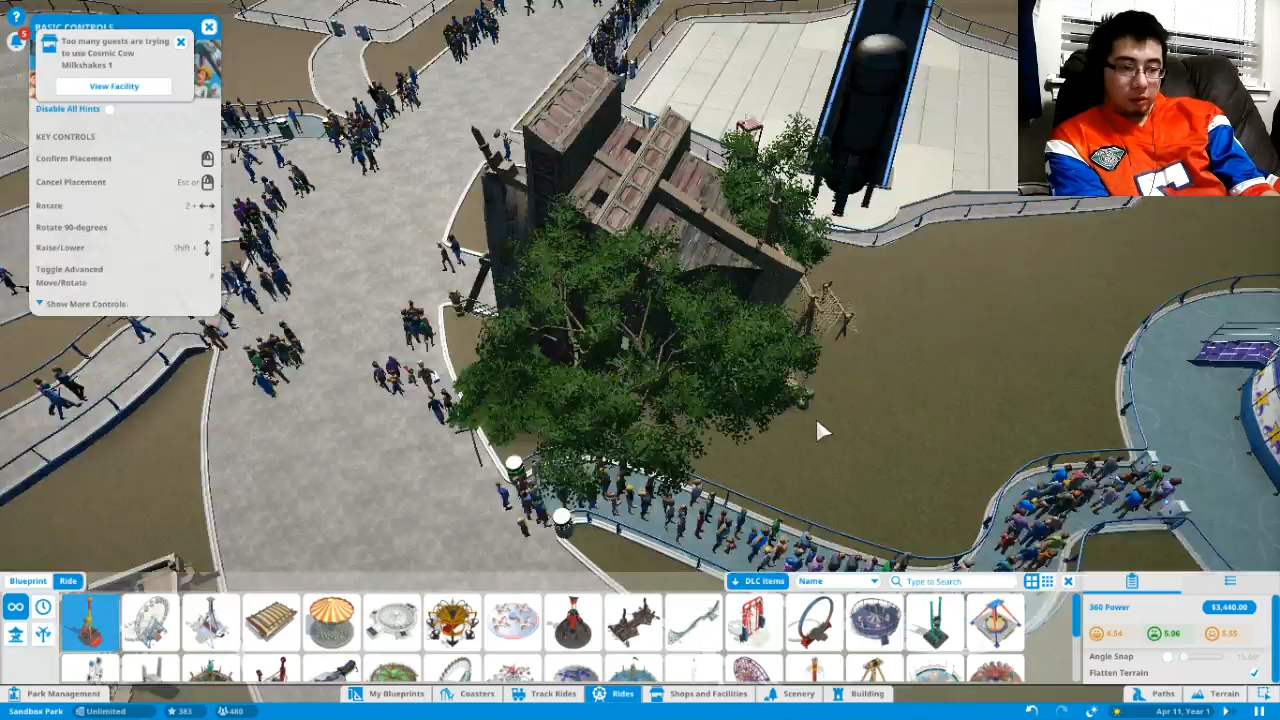 ?
BASIC CONTROLS
5
Too many guests are trying
to use Cosmic Cow
Milkshakes 1
View Facility
Disable All Hints
KEY CONTROLS
Confirm Placement
Cancel Placement Esc or
Rotate Z +
Rotate 90-degrees Z
Raise/Lower Shift +
Toggle Advanced
Move/Rotate
Show More Controls
Blueprint Ride
DLC Items Name Type to Search
360 Power $3,440.00
4.54 5.06 5.55
Angle Snap 15.00°
Flatten Terrain
Park Management My Blueprints Coasters Track Rides Rides Shops and Facilities Scenery Building Paths Terrain
Sandbox Park Unlimited 383 480 Apr 11, Year 1